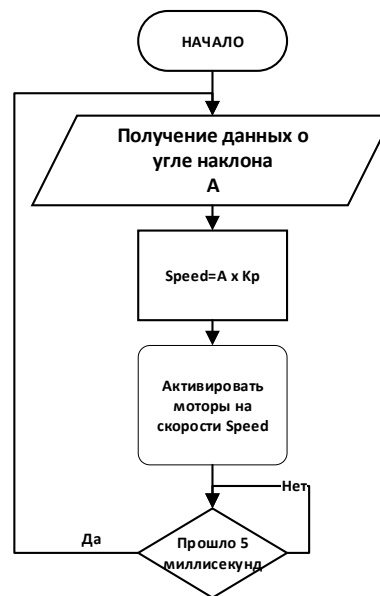 НАЧАЛО
Получение данных о
угле наклона
А
Speed=A x Kp
Активировать
моторы на
скорости Speed
Нет
Да
Прошло 5
миллисекунд